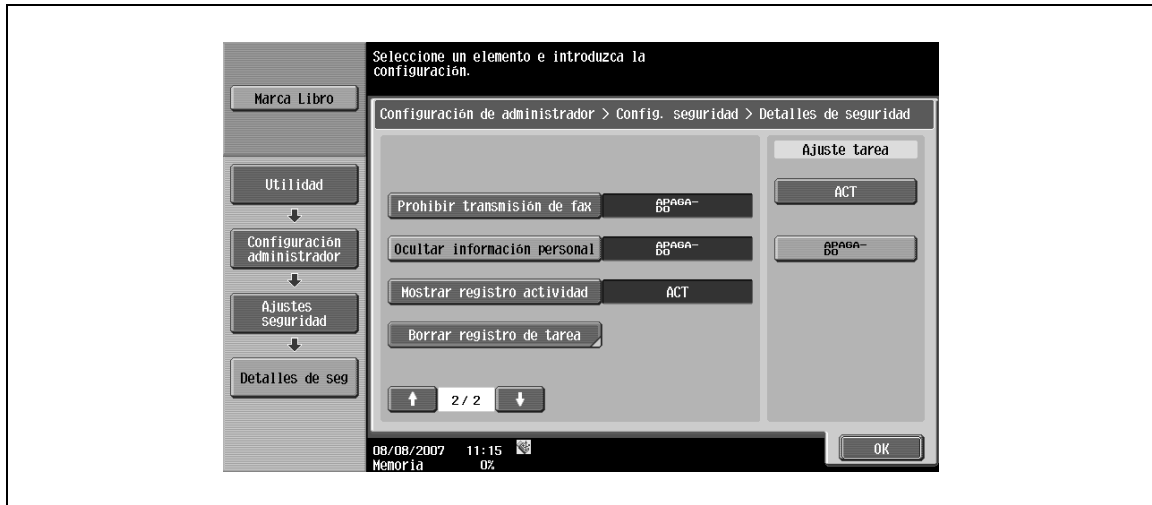 Seleccione un elemento e introduzca la
configuración.
Marca Libro
Configuración de administrador > Config. seguridad > Detalles de seguridad
Ajuste tarea
Utilidad
Configuración
administrador
Ajustes
seguridad
Detalles de seg
Prohibir transmisión de fax
APAGA-
DO
Ocultar información personal
APAGA-
DO
Mostrar registro actividad
ACT
Borrar registro de tarea
2/ 2
ACT
APAGA-
DO
08/08/2007 11:15
Memoria 0%
OK